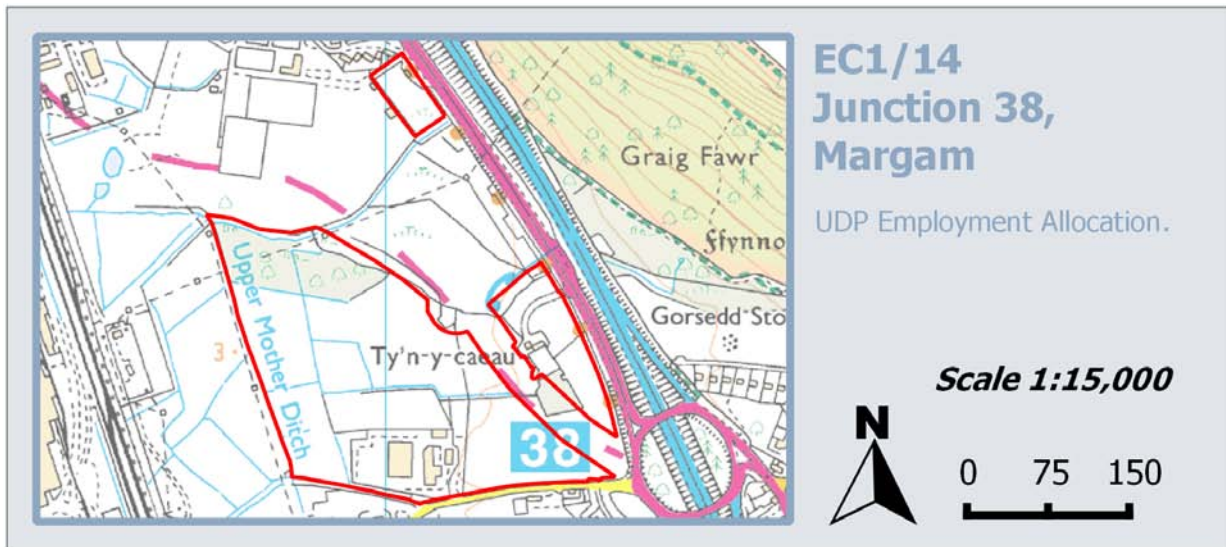 EC1/14
Junction 38,
Margam
UDP Employment Allocation.
Graig Fawr
ffynno
Gorsedd Sto
Upper Mother Ditch
3.
Ty'n-y-caeau
38
Scale 1:15,000
N
0 75 150